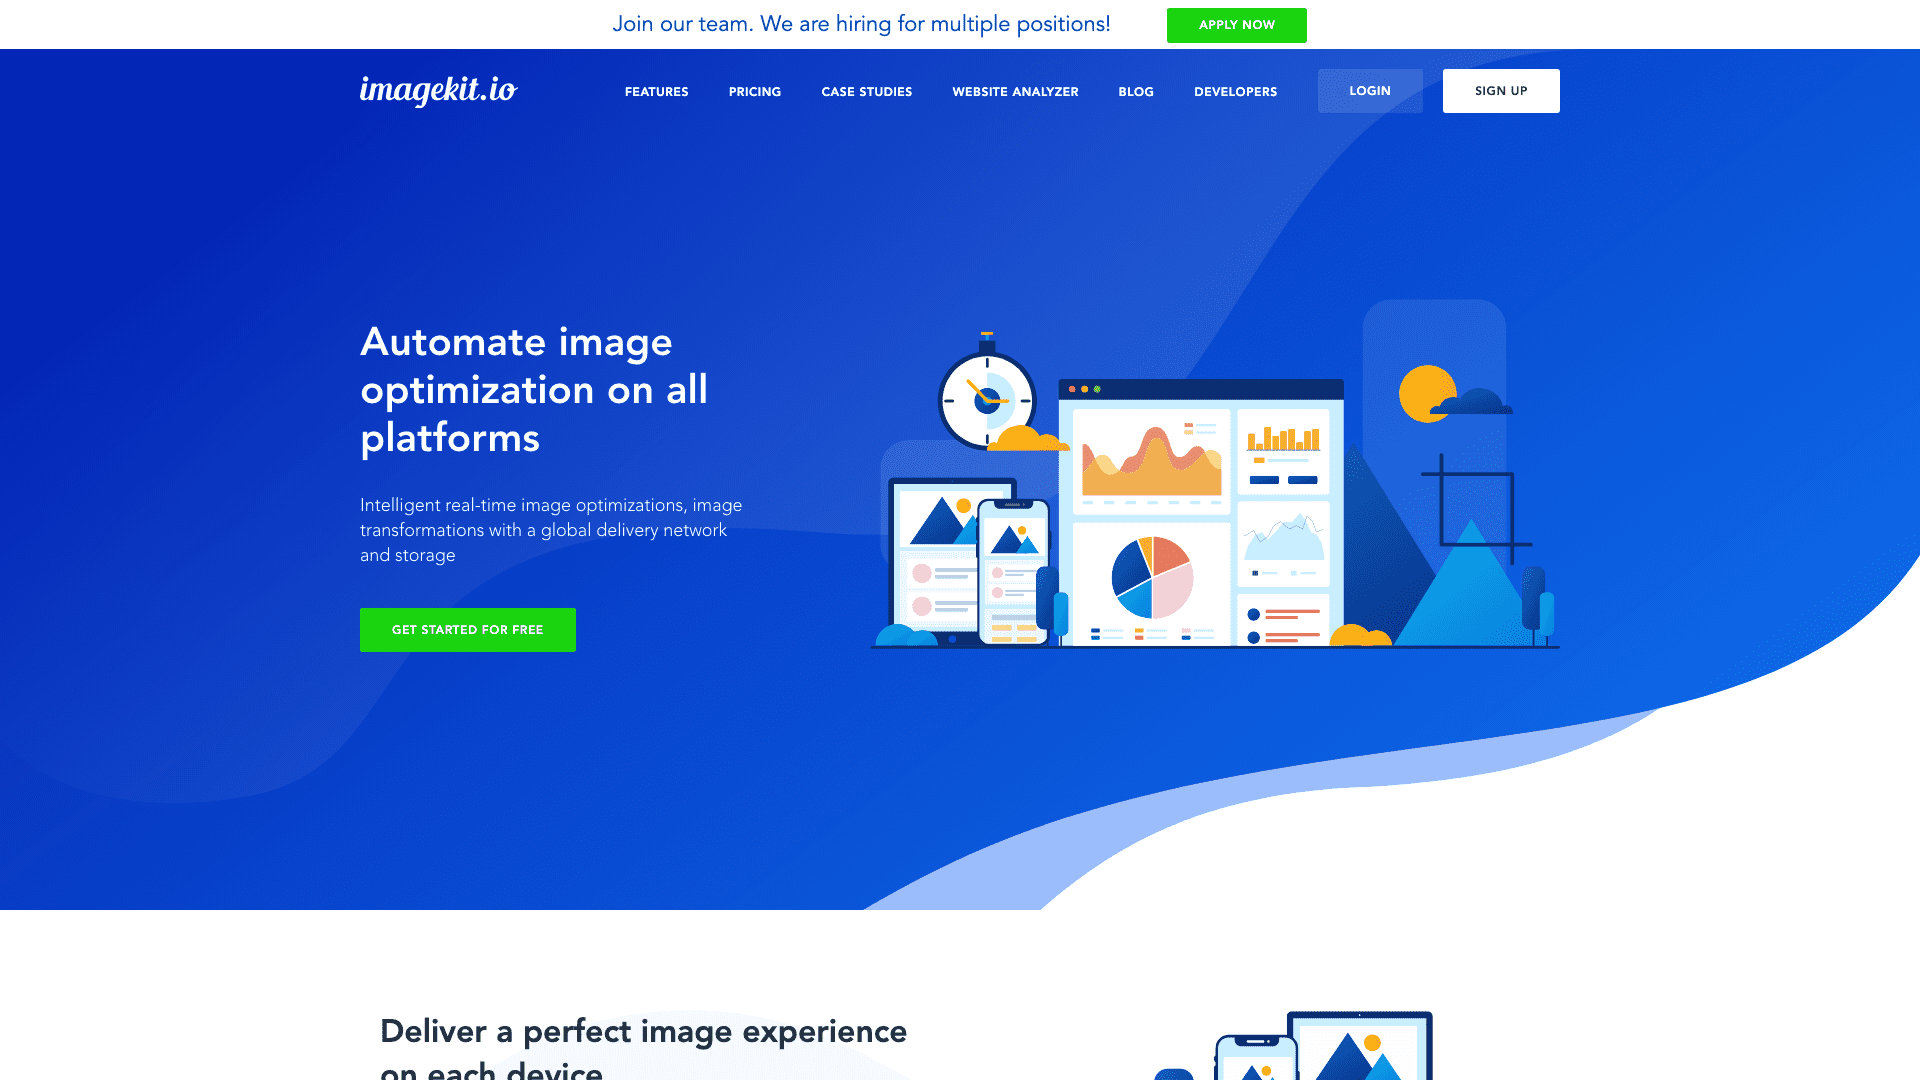 Join our team. We are hiring for multiple positions!
APPLY NOW
imagekit.io
FEATURES
PRICING
CASE STUDIES
WEBSITE ANALYZER
BLOG
DEVELOPERS
LOGIN
SIGN UP
Automate image
optimization on all
platforms
Intelligent real-time image optimizations, image
transformations with a global delivery network
and storage
GET STARTED FOR FREE
Deliver a perfect image experience
on each device